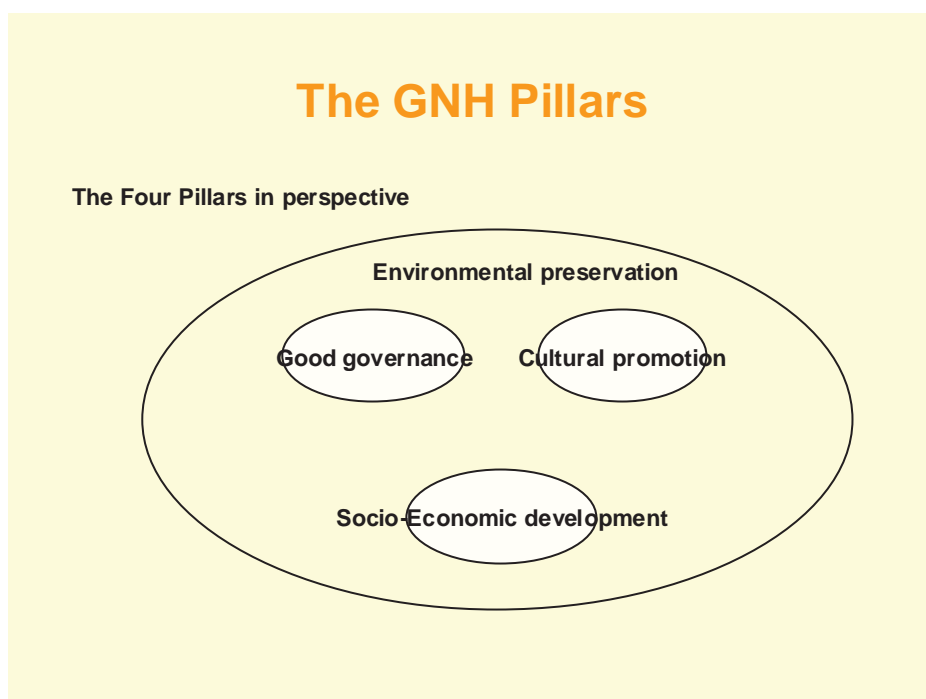 The GNH Pillars
The Four Pillars in perspective
Environmental preservation
Good governance
Cultural promotion
Socio-Economic development